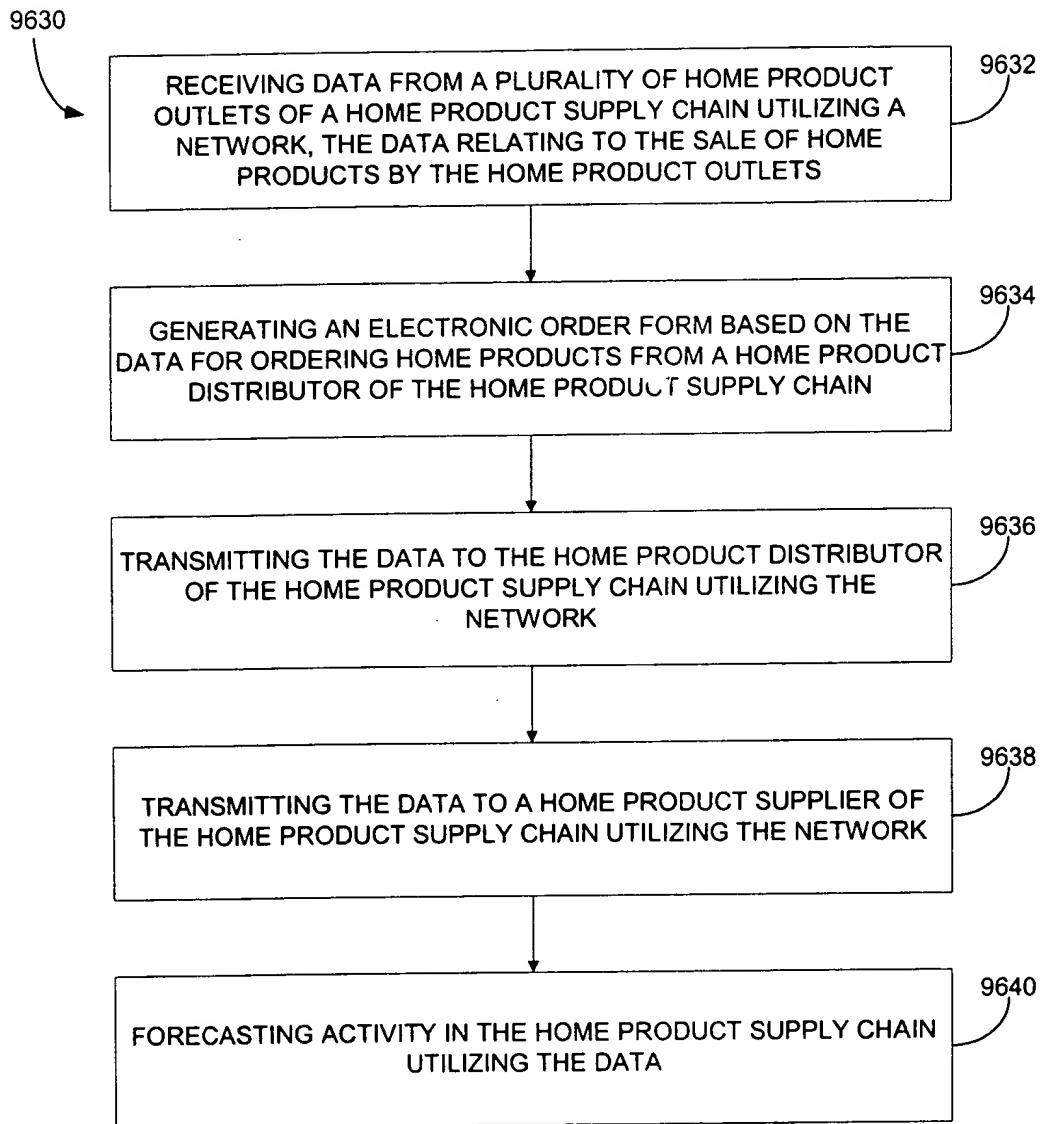 9630
9632
RECEIVING DATA FROM A PLURALITY OF HOME PRODUCT
OUTLETS OF A HOME PRODUCT SUPPLY CHAIN UTILIZING A
NETWORK, THE DATA RELATING TO THE SALE OF HOME
PRODUCTS BY THE HOME PRODUCT OUTLETS
9634
GENERATING AN ELECTRONIC ORDER FORM BASED ON THE
DATA FOR ORDERING HOME PRODUCTS FROM A HOME PRODUCT
DISTRIBUTOR OF THE HOME PRODUCT SUPPLY CHAIN
9636
TRANSMITTING THE DATA TO THE HOME PRODUCT DISTRIBUTOR
OF THE HOME PRODUCT SUPPLY CHAIN UTILIZING THE
NETWORK
9638
TRANSMITTING THE DATA TO A HOME PRODUCT SUPPLIER OF
THE HOME PRODUCT SUPPLY CHAIN UTILIZING THE NETWORK
9640
FORECASTING ACTIVITY IN THE HOME PRODUCT SUPPLY CHAIN
UTILIZING THE DATA